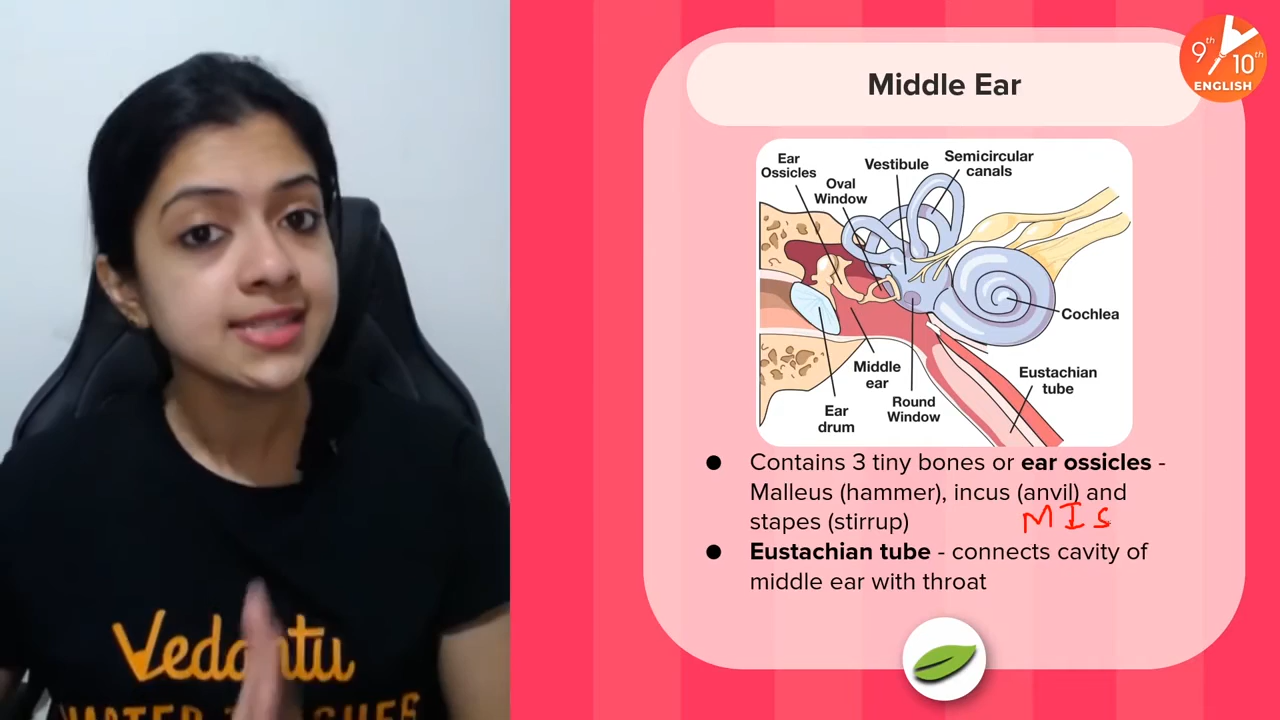 9th
10th
ENGLISH
Middle Ear
Ear
Ossicles
Oval
Window
Vestibule
Semicircular
canals
Cochlea
Eustachian
tube
Middle
ear
Round
Window
Ear
drum
● Contains 3 tiny bones or ear ossicles -
Malleus (hammer), incus (anvil) and
stapes (stirrup)
MIS
● Eustachian tube - connects cavity of
middle ear with throat
Vedantu